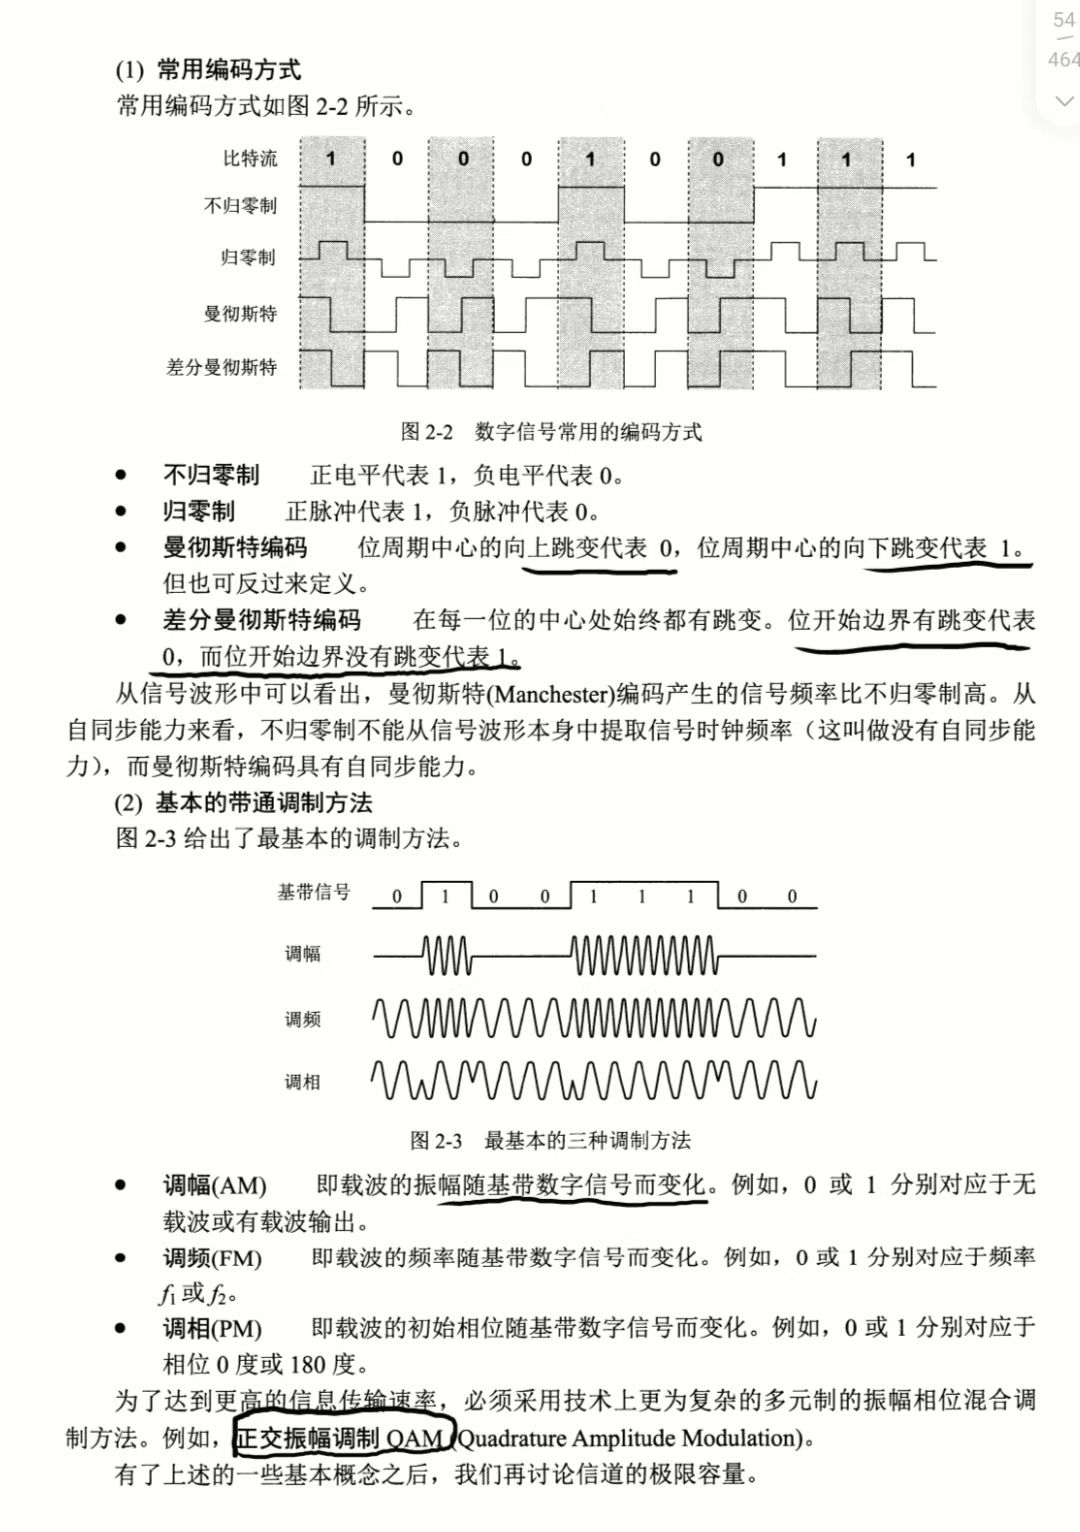 54
464
(1) 常用编码方式
常用编码方式如图 2-2 所示。
比特流 1 0 0 0 1 0 0 1 1 1
不归零制
归零制
曼彻斯特
差分曼彻斯特
图 2-2 数字信号常用的编码方式
● 不归零制 正电平代表 1，负电平代表 0。
● 归零制 正脉冲代表 1，负脉冲代表 0。
● 曼彻斯特编码 位周期中心的向上跳变代表 0，位周期中心的向下跳变代表 1。
但也可反过来定义。
● 差分曼彻斯特编码 在每一位的中心处始终都有跳变。位开始边界有跳变代表
0，而位开始边界没有跳变代表 1。
从信号波形中可以看出，曼彻斯特(Manchester)编码产生的信号频率比不归零制高。从
自同步能力来看，不归零制不能从信号波形本身中提取信号时钟频率（这叫做没有自同步能
力），而曼彻斯特编码具有自同步能力。
(2) 基本的带通调制方法
图 2-3 给出了最基本的调制方法。
基带信号 0 1 0 0 1 1 1 0 0
调幅
调频
调相
图 2-3 最基本的三种调制方法
● 调幅(AM) 即载波的振幅随基带数字信号而变化。例如，0 或 1 分别对应于无
载波或有载波输出。
● 调频(FM) 即载波的频率随基带数字信号而变化。例如，0 或 1 分别对应于频率
f₁ 或 f₂。
● 调相(PM) 即载波的初始相位随基带数字信号而变化。例如，0 或 1 分别对应于
相位 0 度或 180 度。
为了达到更高的信息传输速率，必须采用技术上更为复杂的多元制的振幅相位混合调
制方法。例如，正交振幅调制 QAM (Quadrature Amplitude Modulation)。
有了上述的一些基本概念之后，我们再讨论信道的极限容量。